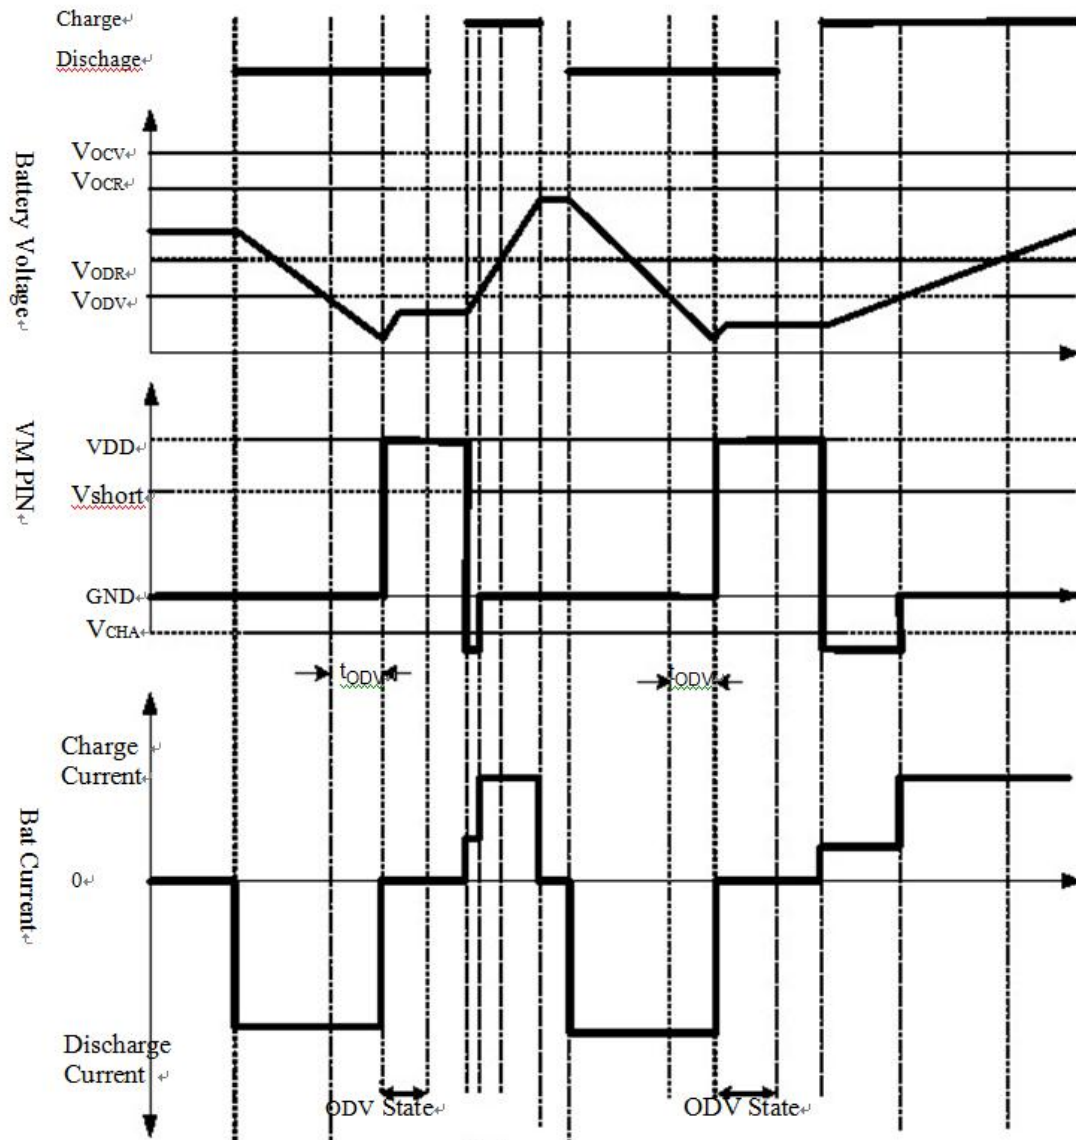 Charge
Dischage
Battery Voltage
VOCV
VOCR
VODR
VODV
VM PIN
VDD
Vshort
GND
VCHA
tODV
tODV
Bat Current
Charge
Current
0
Discharge
Current
ODV State
ODV State